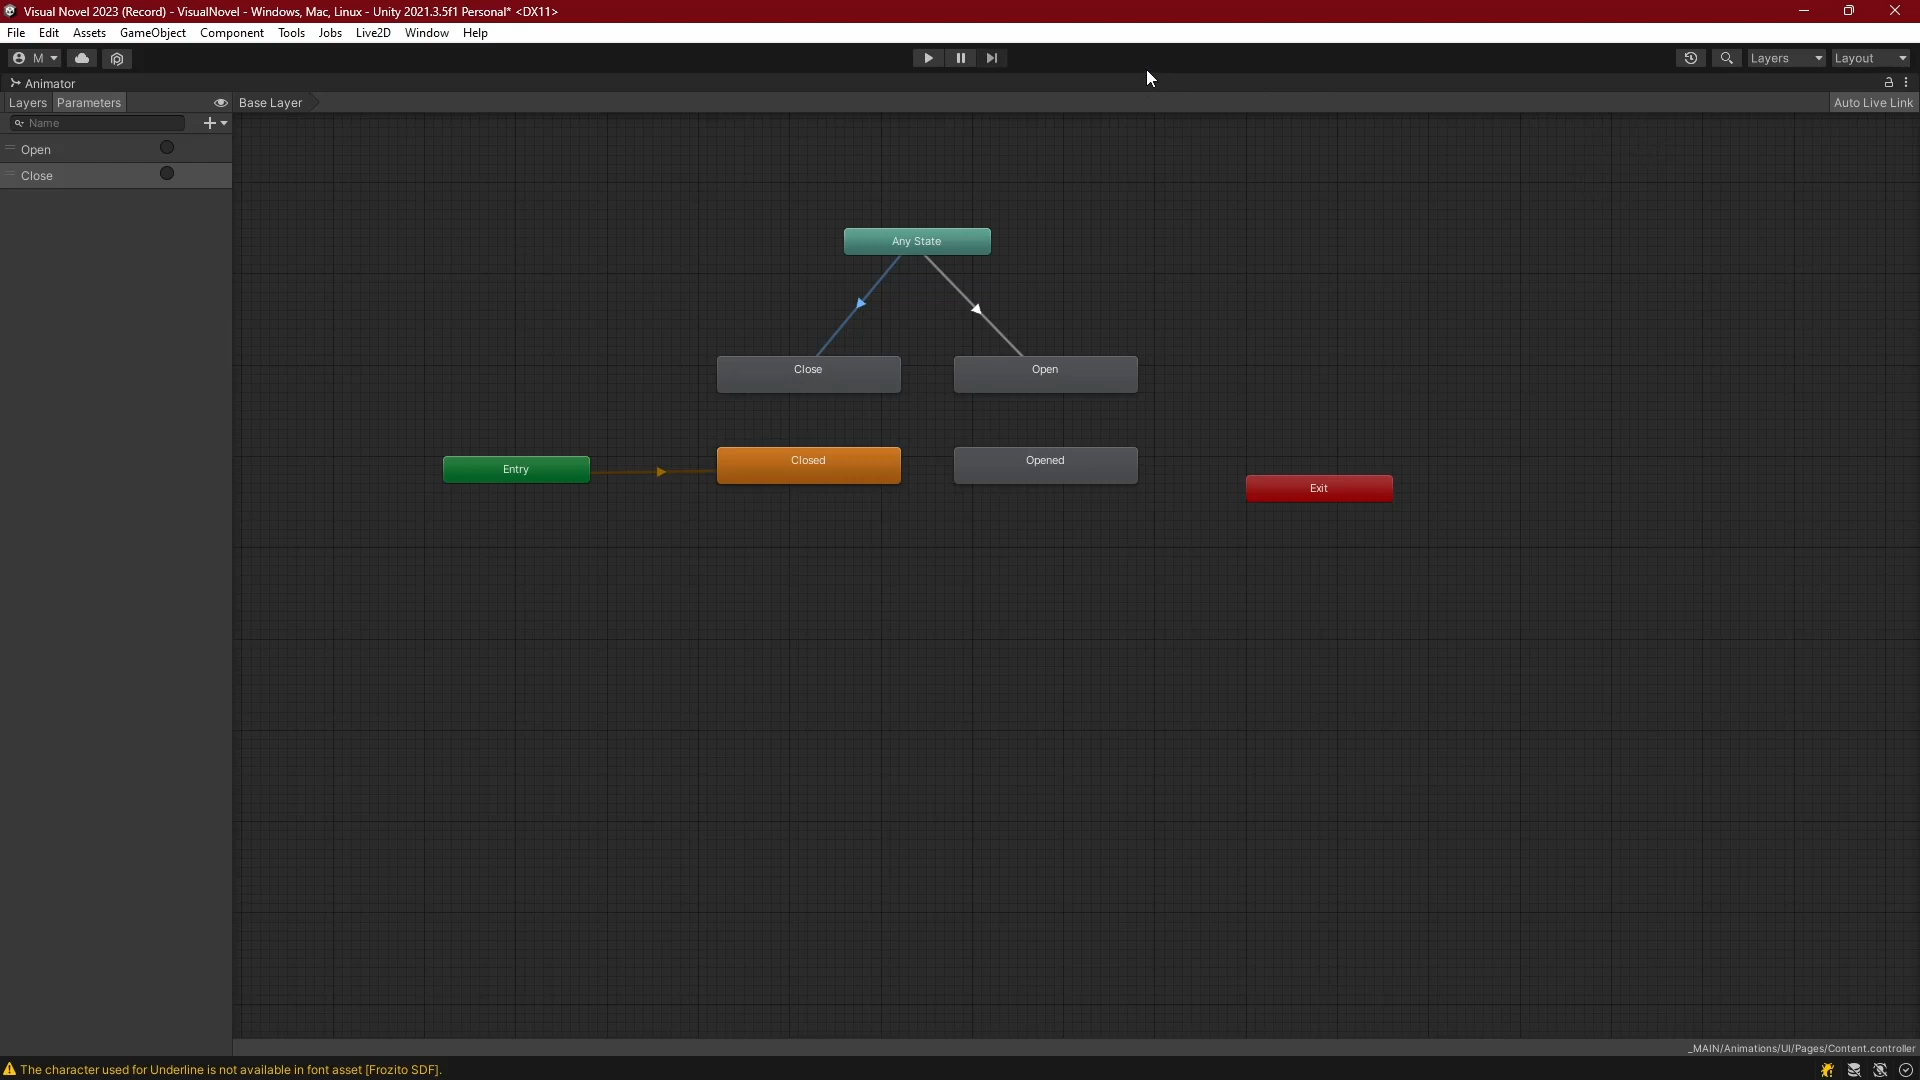 Visual Novel 2023 (Record) - VisualNovel - Windows, Mac, Linux - Unity 2021.3.5f1 Personal* <DX11>
File Edit Assets GameObject Component Tools Jobs Live2D Window Help
M Layers Layout
Animator
Layers Parameters Base Layer Auto Live Link
Name
Open
Close
Any State
Close Open
Closed Opened
Entry
Exit
_MAIN/Animations/UI/Pages/Content.controller
The character used for Underline is not available in font asset [Frozito SDF].